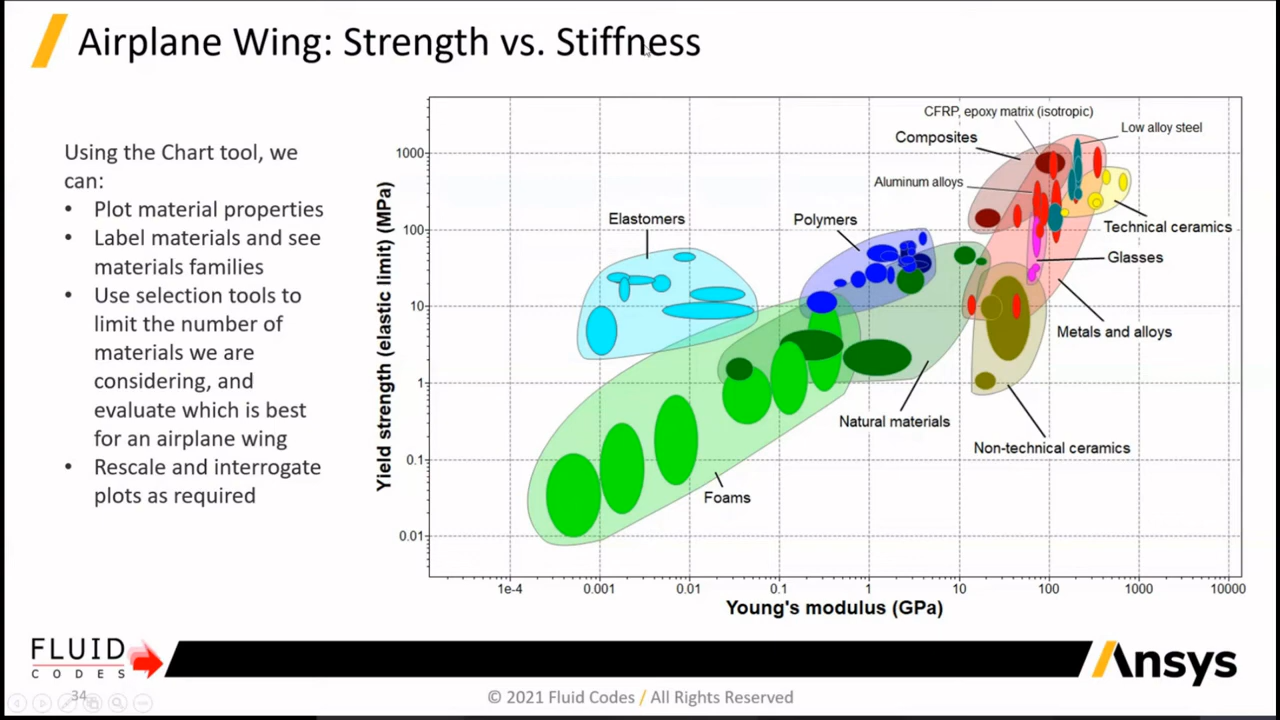 Airplane Wing: Strength vs. Stiffness
Using the Chart tool, we
can:
• Plot material properties
• Label materials and see
materials families
• Use selection tools to
limit the number of
materials we are
considering, and
evaluate which is best
for an airplane wing
• Rescale and interrogate
plots as required
Yield strength (elastic limit) (MPa)
1000
100
10
1
0.1
0.01
CFRP, epoxy matrix (isotropic)
Low alloy steel
Composites
Aluminum alloys
Elastomers
Polymers
Technical ceramics
Glasses
Metals and alloys
Natural materials
Non-technical ceramics
Foams
1e-4 0.001 0.01 0.1 1 10 100 1000 10000
Young's modulus (GPa)
FLUID
CODES
Ansys
34
© 2021 Fluid Codes / All Rights Reserved